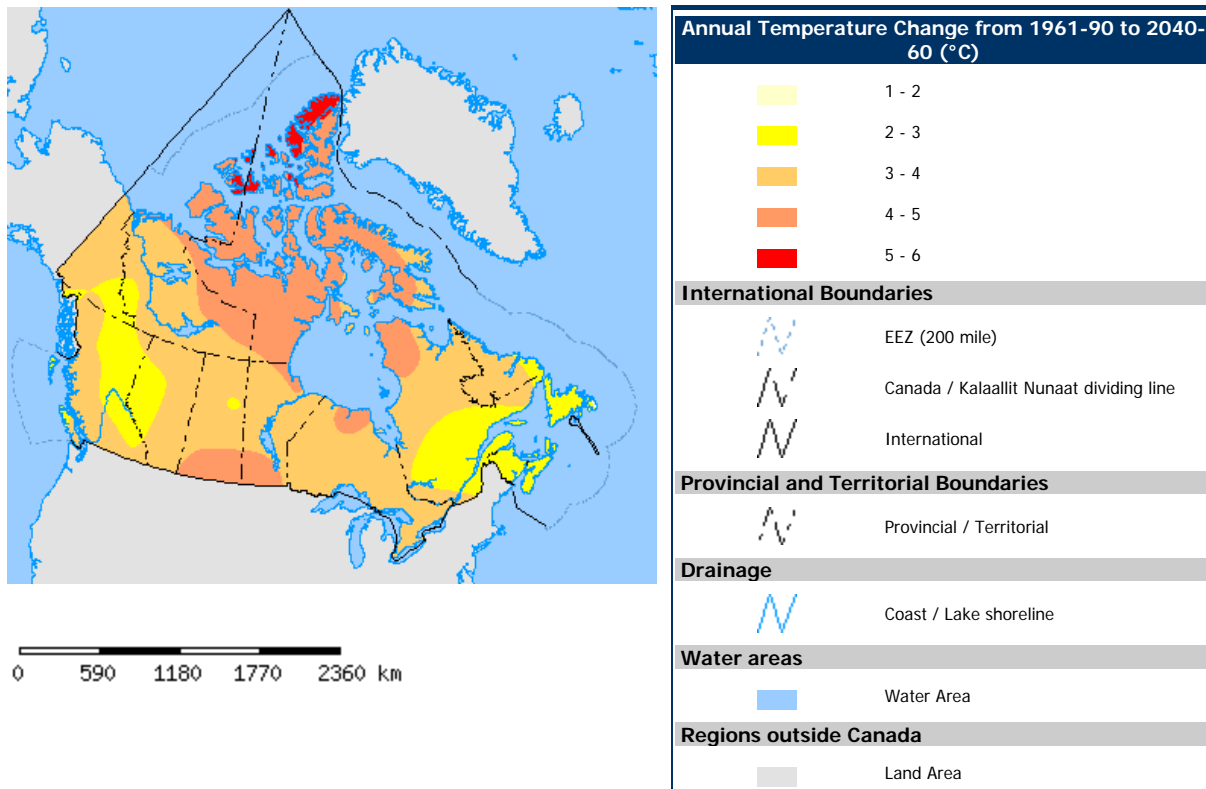 Annual Temperature Change from 1961-90 to 2040-
60 (°C)
1 - 2
2 - 3
3 - 4
4 - 5
5 - 6
International Boundaries
EEZ (200 mile)
Canada / Kalaallit Nunaat dividing line
International
Provincial and Territorial Boundaries
Provincial / Territorial
Drainage
Coast / Lake shoreline
Water areas
Water Area
Regions outside Canada
Land Area
0 590 1180 1770 2360 km